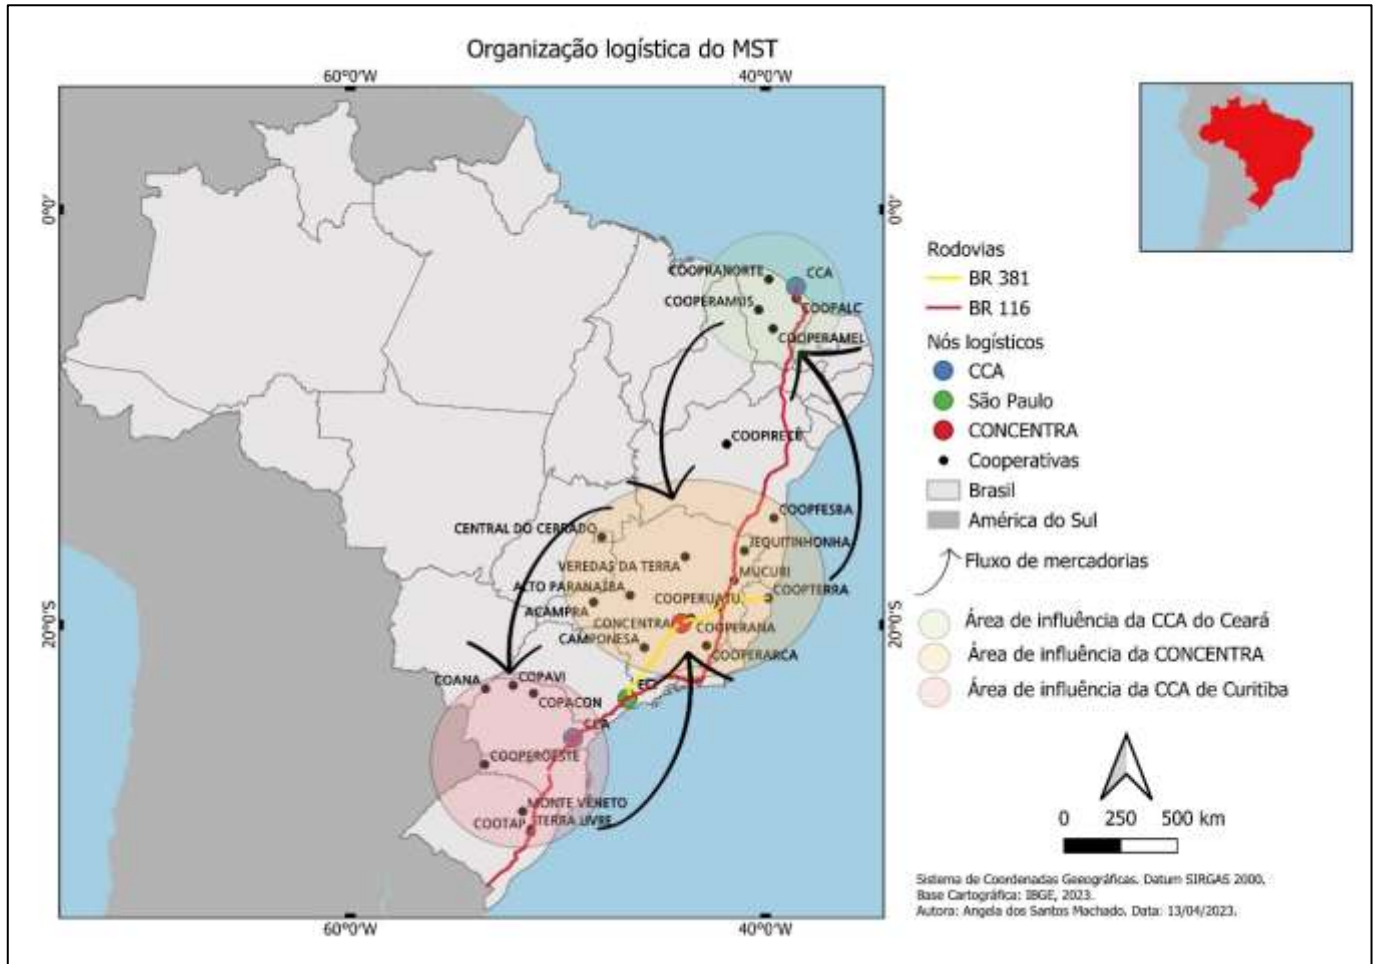 Organização logística do MST
60°0'W
40°0'W
0°0'
0°0'
20°0'S
20°0'S
60°0'W
40°0'W
COOPRANORTE
CCA
COOPERAMUS
COOPALC
COOPERAMEL
COOPIRECÊ
COOPFESBA
CENTRAL DO CERRADO
JEQUITINHONHA
VEREDAS DA TERRA
MUCURI
ALTO PARANAÍBA
COOPERUATU
COOPTERRA
ACAMPRA
CONCENTRA
COOPERANA
CAMPONESA
COOPERARCA
COANA
COPAVI
COPACON
CCA
COOPEROESTE
MONTE VENETO
COOTAP
TERRA LIVRE
Rodovias
BR 381
BR 116
Nós logísticos
CCA
São Paulo
CONCENTRA
Cooperativas
Brasil
América do Sul
Fluxo de mercadorias
Área de influência da CCA do Ceará
Área de influência da CONCENTRA
Área de influência da CCA de Curitiba
0 250 500 km
Sistema de Coordenadas Geeográficas. Datum SIRGAS 2000.
Base Cartográfica: IBGE, 2023.
Autora: Angela dos Santos Machado. Data: 13/04/2023.